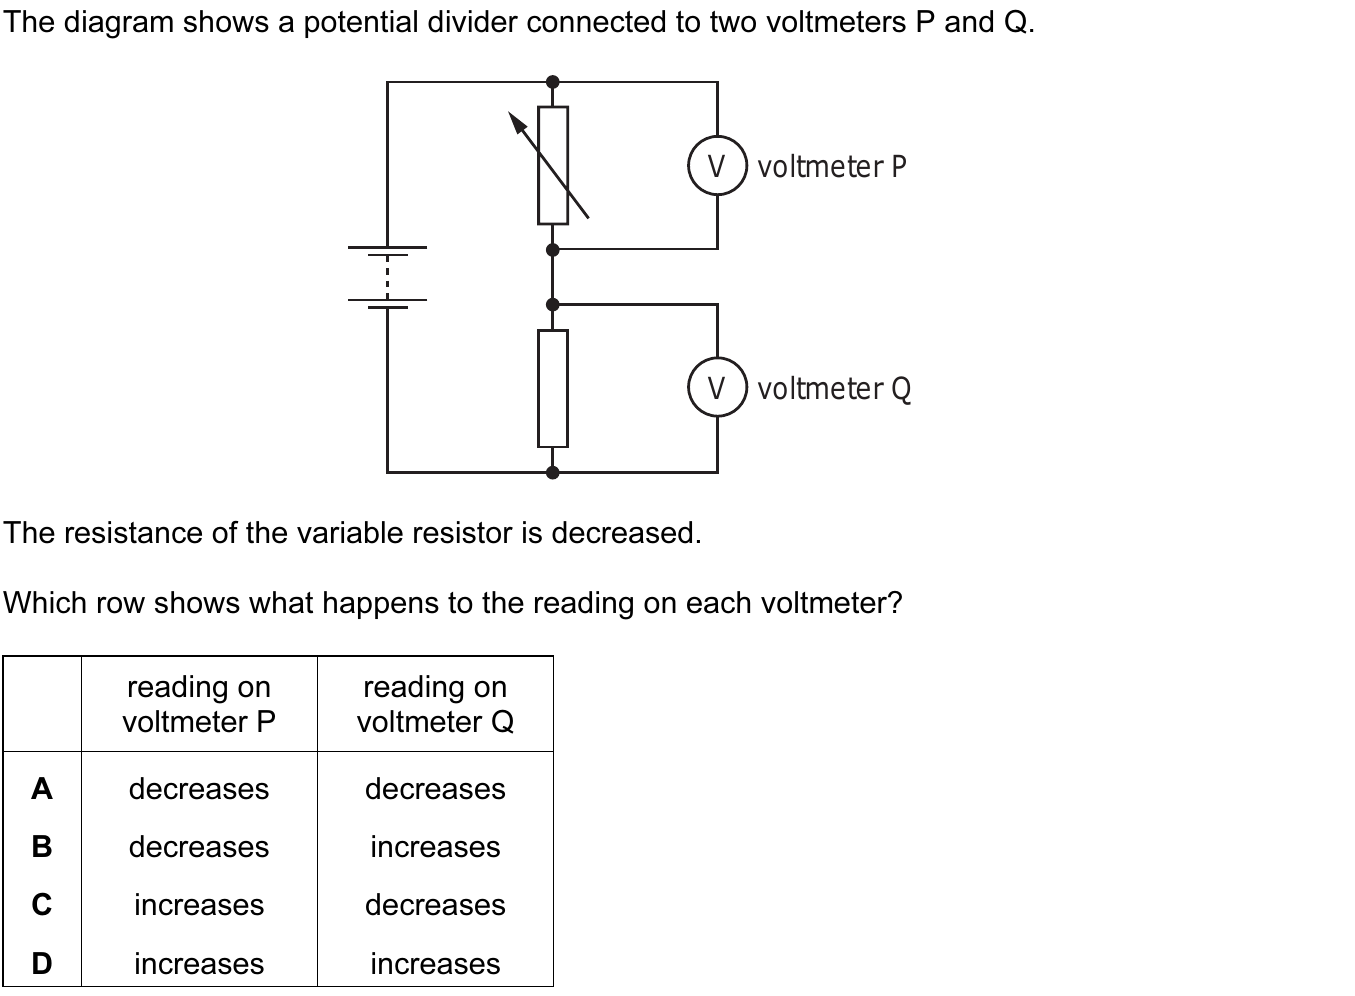 The diagram shows a potential divider connected to two voltmeters P and Q.
V voltmeter P
V voltmeter Q
The resistance of the variable resistor is decreased.
Which row shows what happens to the reading on each voltmeter?
reading on voltmeter P reading on voltmeter Q
A decreases decreases
B decreases increases
C increases decreases
D increases increases